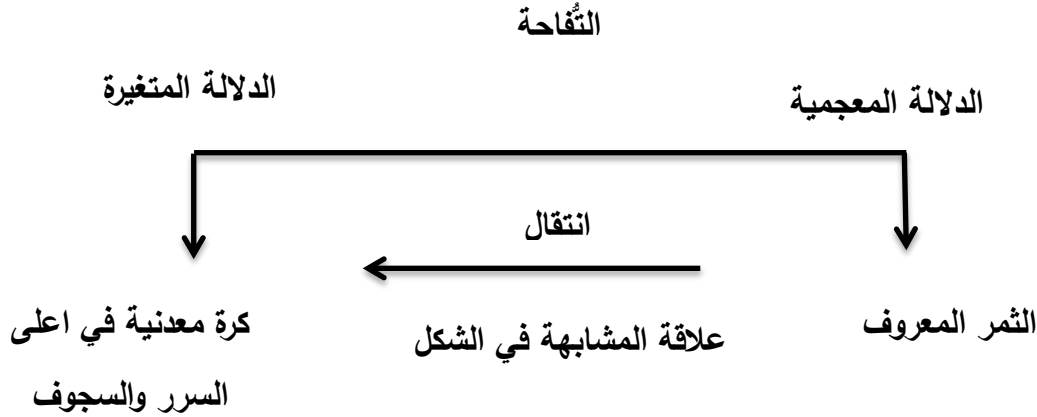 التُّفاحة
الدلالة المعجمية
الدلالة المتغيرة
انتقال
الثمر المعروف
علاقة المشابهة في الشكل
كرة معدنية في اعلى
السرر والسجوف